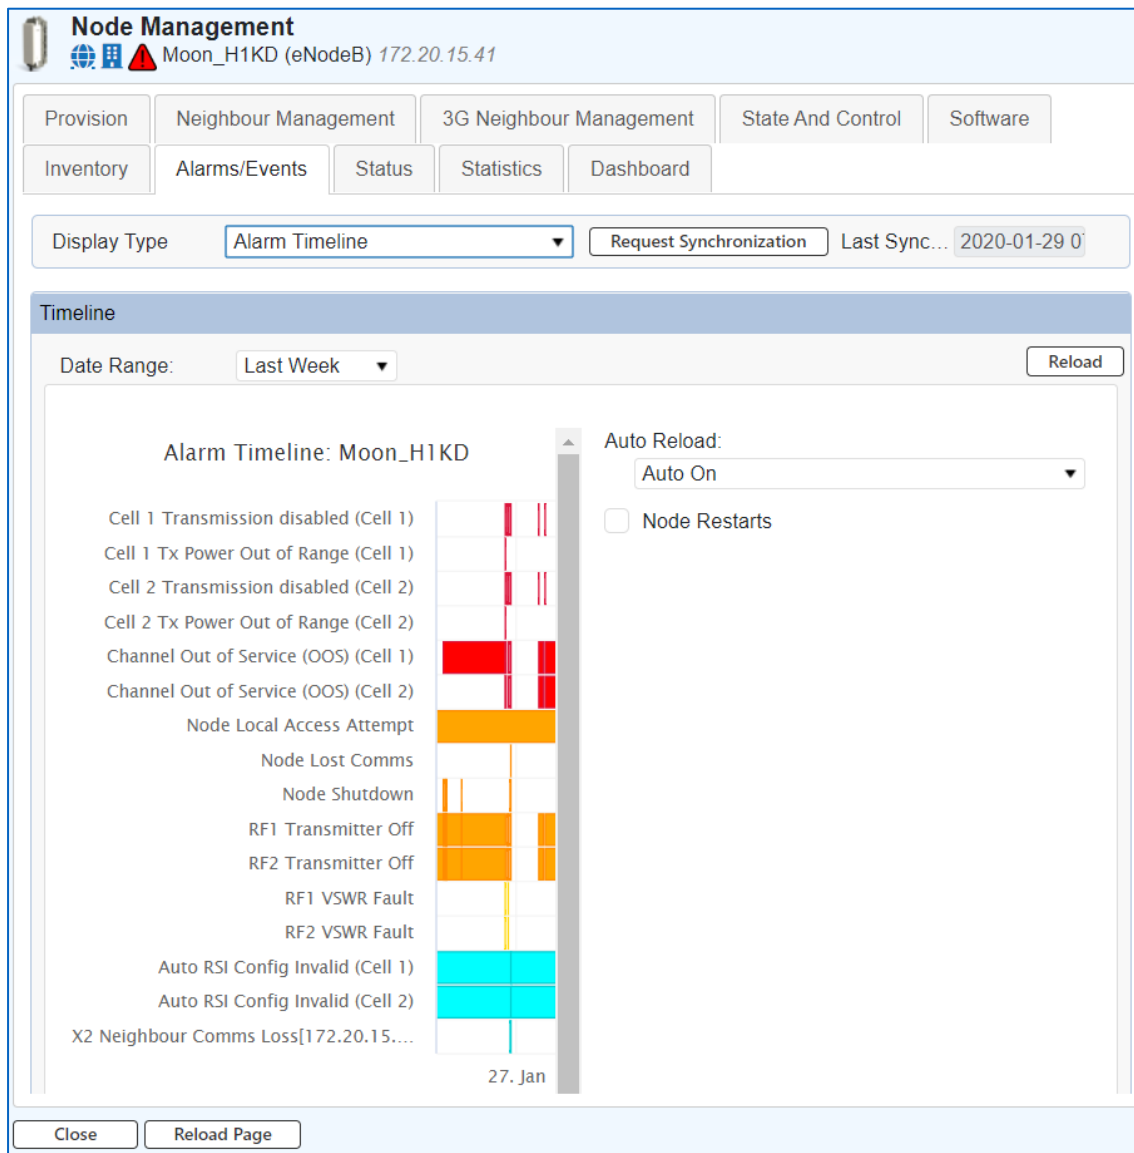 Node Management
Moon_H1KD (eNodeB) 172.20.15.41
Provision Neighbour Management 3G Neighbour Management State And Control Software
Inventory Alarms/Events Status Statistics Dashboard
Display Type Alarm Timeline Request Synchronization Last Sync... 2020-01-29 0
Timeline
Date Range: Last Week Reload
Alarm Timeline: Moon_H1KD
Auto Reload:
Auto On
Node Restarts
Cell 1 Transmission disabled (Cell 1)
Cell 1 Tx Power Out of Range (Cell 1)
Cell 2 Transmission disabled (Cell 2)
Cell 2 Tx Power Out of Range (Cell 2)
Channel Out of Service (OOS) (Cell 1)
Channel Out of Service (OOS) (Cell 2)
Node Local Access Attempt
Node Lost Comms
Node Shutdown
RF1 Transmitter Off
RF2 Transmitter Off
RF1 VSWR Fault
RF2 VSWR Fault
Auto RSI Config Invalid (Cell 1)
Auto RSI Config Invalid (Cell 2)
X2 Neighbour Comms Loss[172.20.15....
27. Jan
Close Reload Page